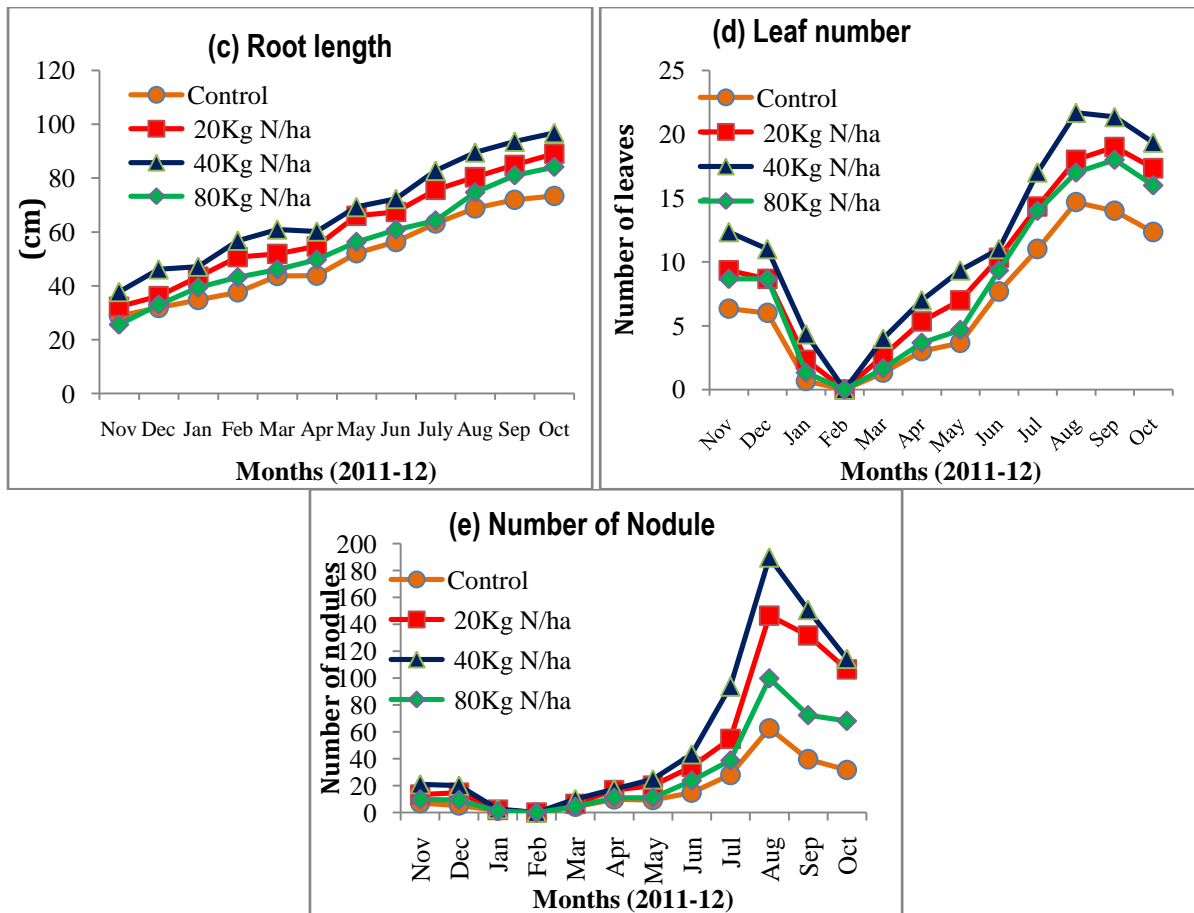 (c) Root length
120
100
80
60
40
20
0
(cm)
Control
20Kg N/ha
40Kg N/ha
80Kg N/ha
Nov Dec Jan Feb Mar Apr May Jun July Aug Sep Oct
Months (2011-12)
(d) Leaf number
25
20
15
10
5
0
Number of leaves
Control
20Kg N/ha
40Kg N/ha
80Kg N/ha
Nov Dec Jan Feb Mar Apr May Jun Jul Aug Sep Oct
Months (2011-12)
(e) Number of Nodule
200
180
160
140
120
100
80
60
40
20
0
Number of nodules
Control
20Kg N/ha
40Kg N/ha
80Kg N/ha
Nov Dec Jan Feb Mar Apr May Jun Jul Aug Sep Oct
Months (2011-12)